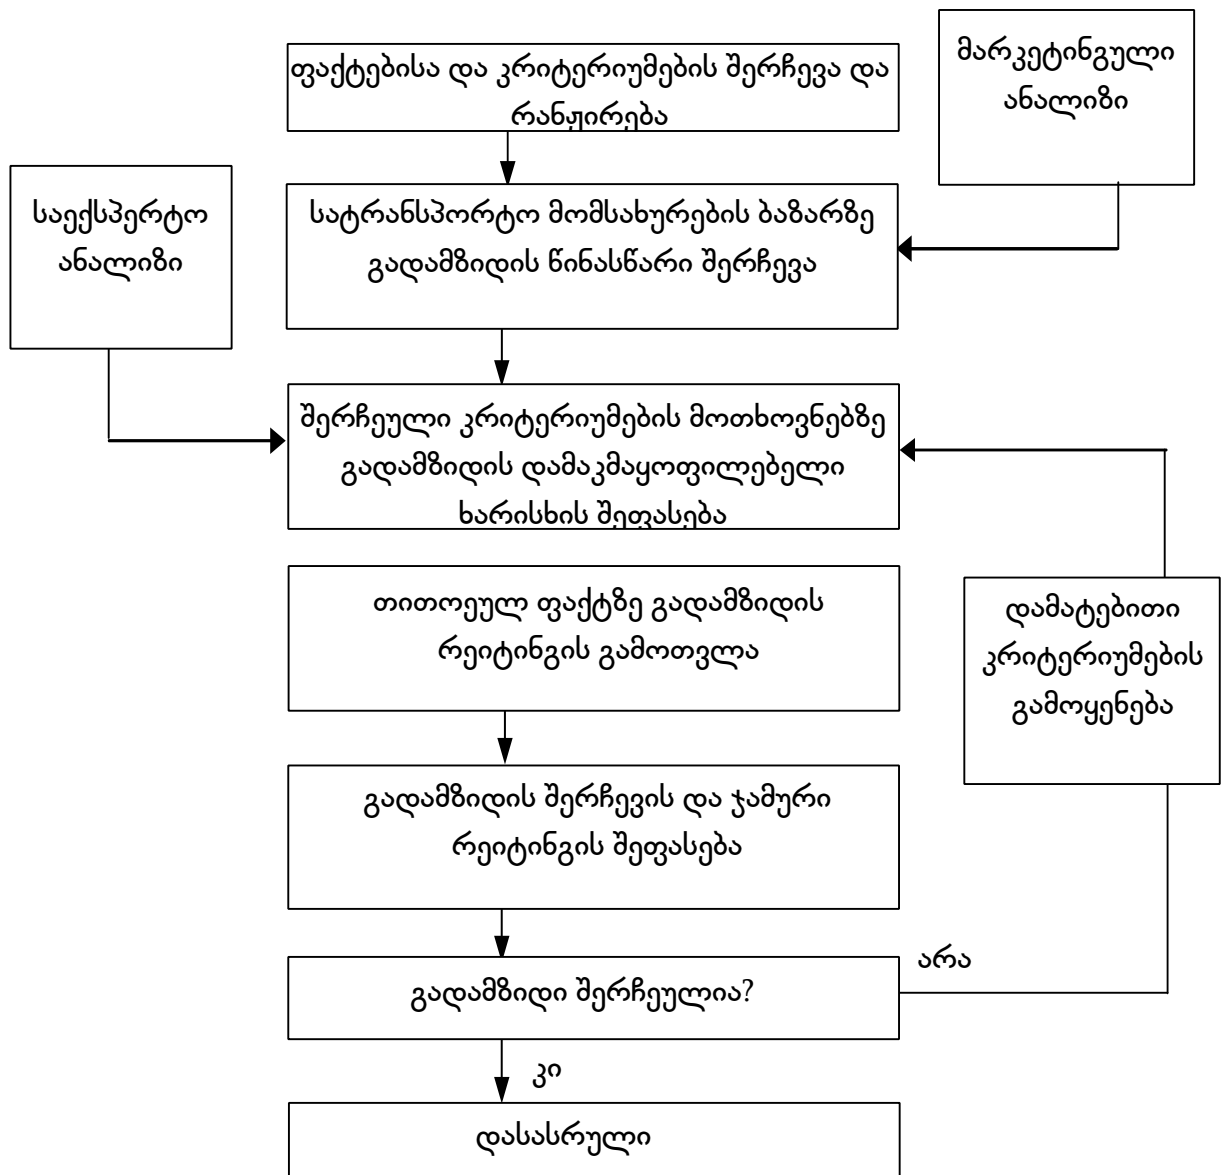 ფაქტებისა და კრიტერიუმების შერჩევა და
რანჟირება
მარკეტინგული
ანალიზი
საექსპერტო
ანალიზი
სატრანსპორტო მომსახურების ბაზარზე
გადამზიდის წინასწარი შერჩევა
შერჩეული კრიტერიუმების მოთხოვნებზე
გადამზიდის დამაკმაყოფილებელი
ხარისხის შეფასება
თითოეულ ფაქტზე გადამზიდის
რეიტინგის გამოთვლა
დამატებითი
კრიტერიუმების
გამოყენება
გადამზიდის შერჩევის და ჯამური
რეიტინგის შეფასება
არა
გადამზიდი შერჩეულია?
კი
დასასრული